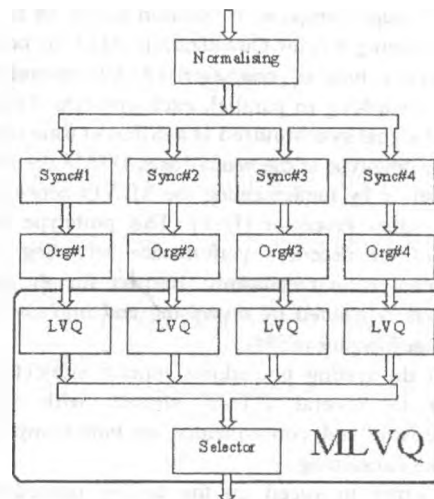 Normalising
Sync#1 Sync#2 Sync#3 Sync#4
Org#1 Org#2 Org#3 Org#4
LVQ LVQ LVQ LVQ
MLVQ
Selector